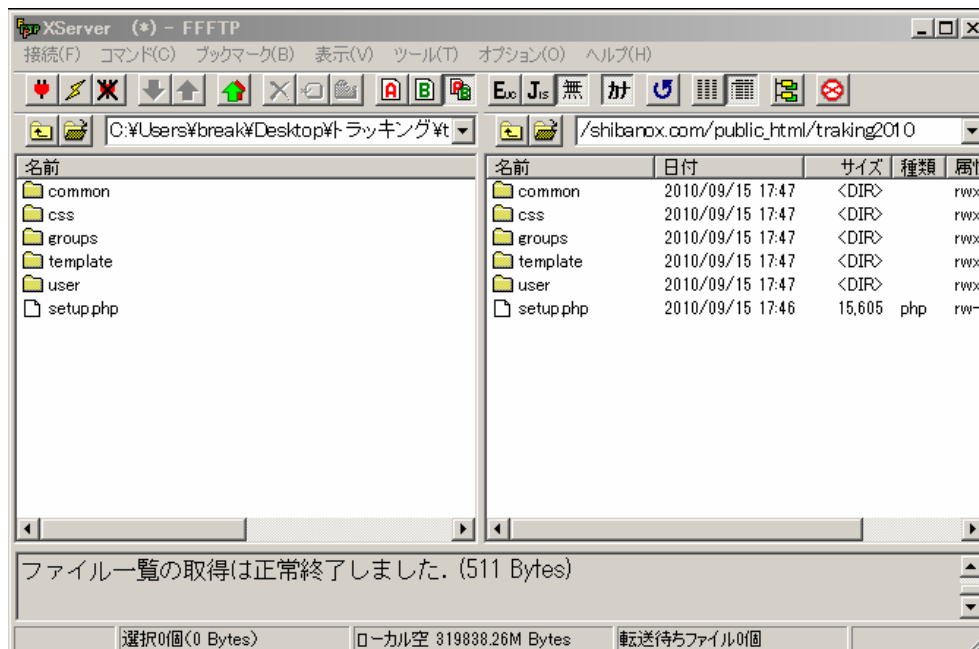 XServer (*) - FFFTP
接続(F) コマンド(C) ブックマーク(B) 表示(V) ツール(T) オプション(O) ヘルプ(H)
A B Euc JIS 無 ｶﾅ
C:¥Users¥break¥Desktop¥トラッキング¥t /shibanox.com/public_html/traking2010
名前 名前 日付 サイズ 種類 属性
common common 2010/09/15 17:47 <DIR> rwx
css css 2010/09/15 17:47 <DIR> rwx
groups groups 2010/09/15 17:47 <DIR> rwx
template template 2010/09/15 17:47 <DIR> rwx
user user 2010/09/15 17:47 <DIR> rwx
setup.php setup.php 2010/09/15 17:46 15,605 php rw-
ファイル一覧の取得は正常終了しました. (511 Bytes)
選択0個(0 Bytes) ローカル空 319838.26M Bytes 転送待ちファイル0個